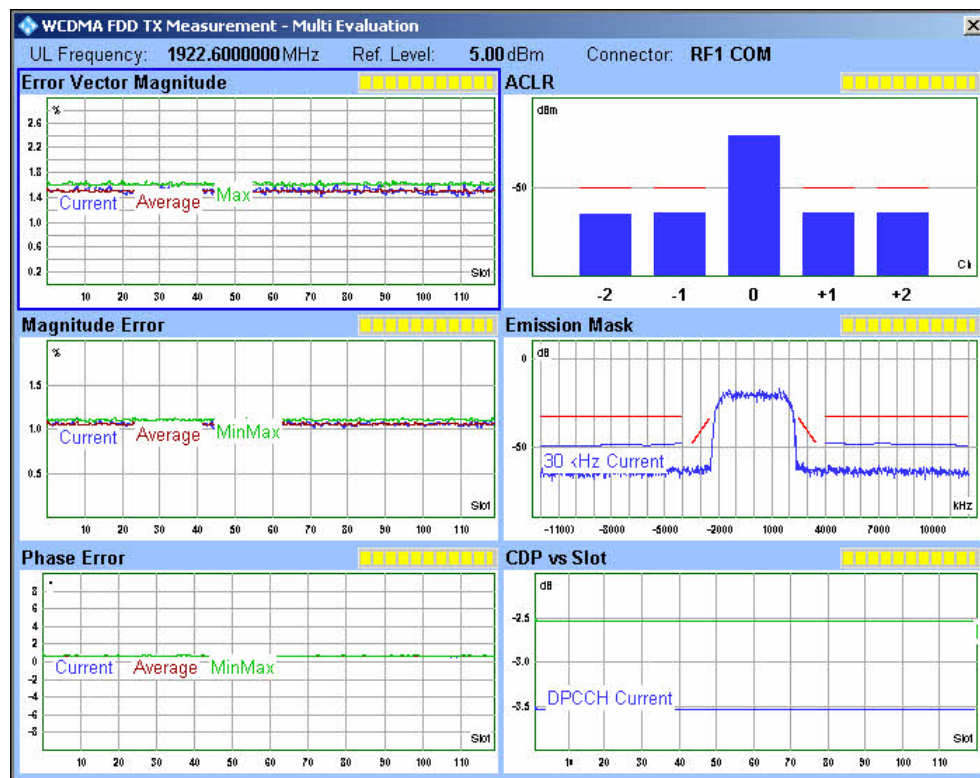 WCDMA FDD TX Measurement - Multi Evaluation
UL Frequency: 1922.6000000 MHz Ref. Level: 5.00 dBm Connector: RF1 COM
Error Vector Magnitude
%
2.6
2.2
1.8
1.4
1.0
0.6
0.2
Current Average Max
Slot
10 20 30 40 50 60 70 80 90 100 110
ACLR
dBm
-50
Ch
-2 -1 0 +1 +2
Magnitude Error
%
1.5
1.0
0.5
Current Average MinMax
Slot
10 20 30 40 50 60 70 80 90 100 110
Emission Mask
dB
0
-50
30 kHz Current
kHz
-11000 -8000 -5000 -2000 1000 4000 7000 10000
Phase Error
8
6
4
2
0
-2
-4
-6
-8
Current Average MinMax
Slot
10 20 30 40 50 60 70 80 90 100 110
CDP vs Slot
dB
-2.5
-3.0
-3.5
DPCCH Current
Slot
10 20 30 40 50 60 70 80 90 100 110